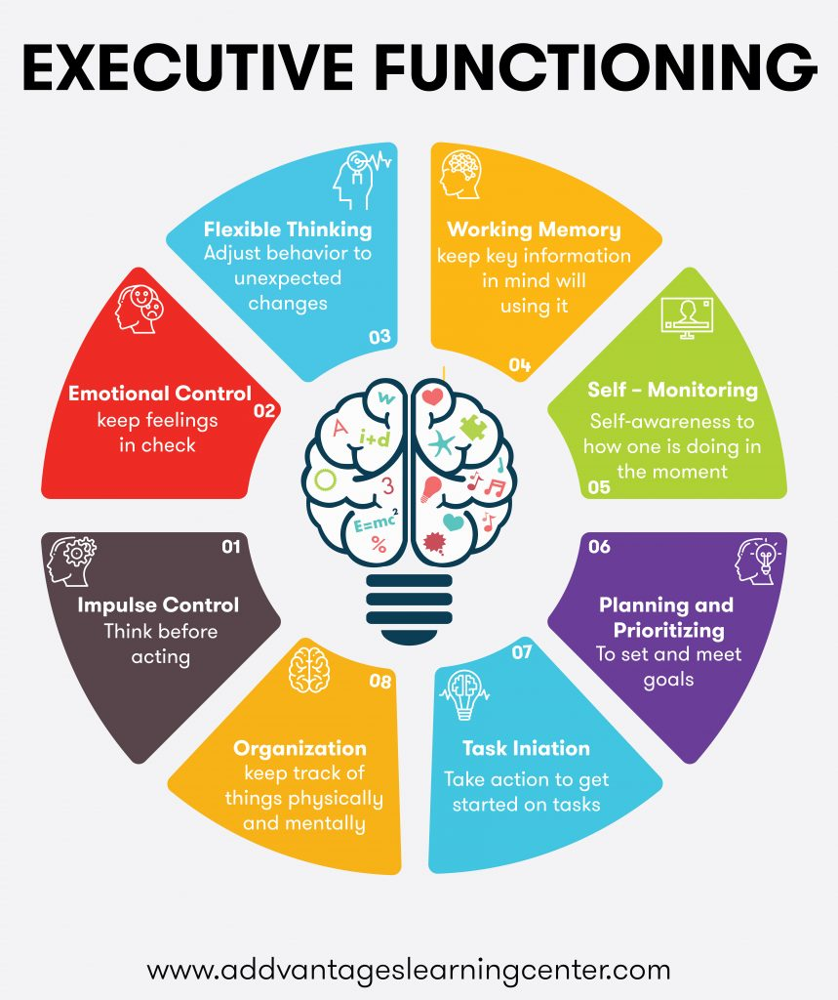 EXECUTIVE FUNCTIONING
01
Impulse Control
Think before
acting
02
Emotional Control
keep feelings
in check
03
Flexible Thinking
Adjust behavior to
unexpected
changes
04
Working Memory
keep key information
in mind will
using it
05
Self – Monitoring
Self-awareness to
how one is doing in
the moment
06
Planning and
Prioritizing
To set and meet
goals
07
Task Iniation
Take action to get
started on tasks
08
Organization
keep track of
things physically
and mentally
w
A
i+d
3
E=mc²
%
www.addvantageslearningcenter.com